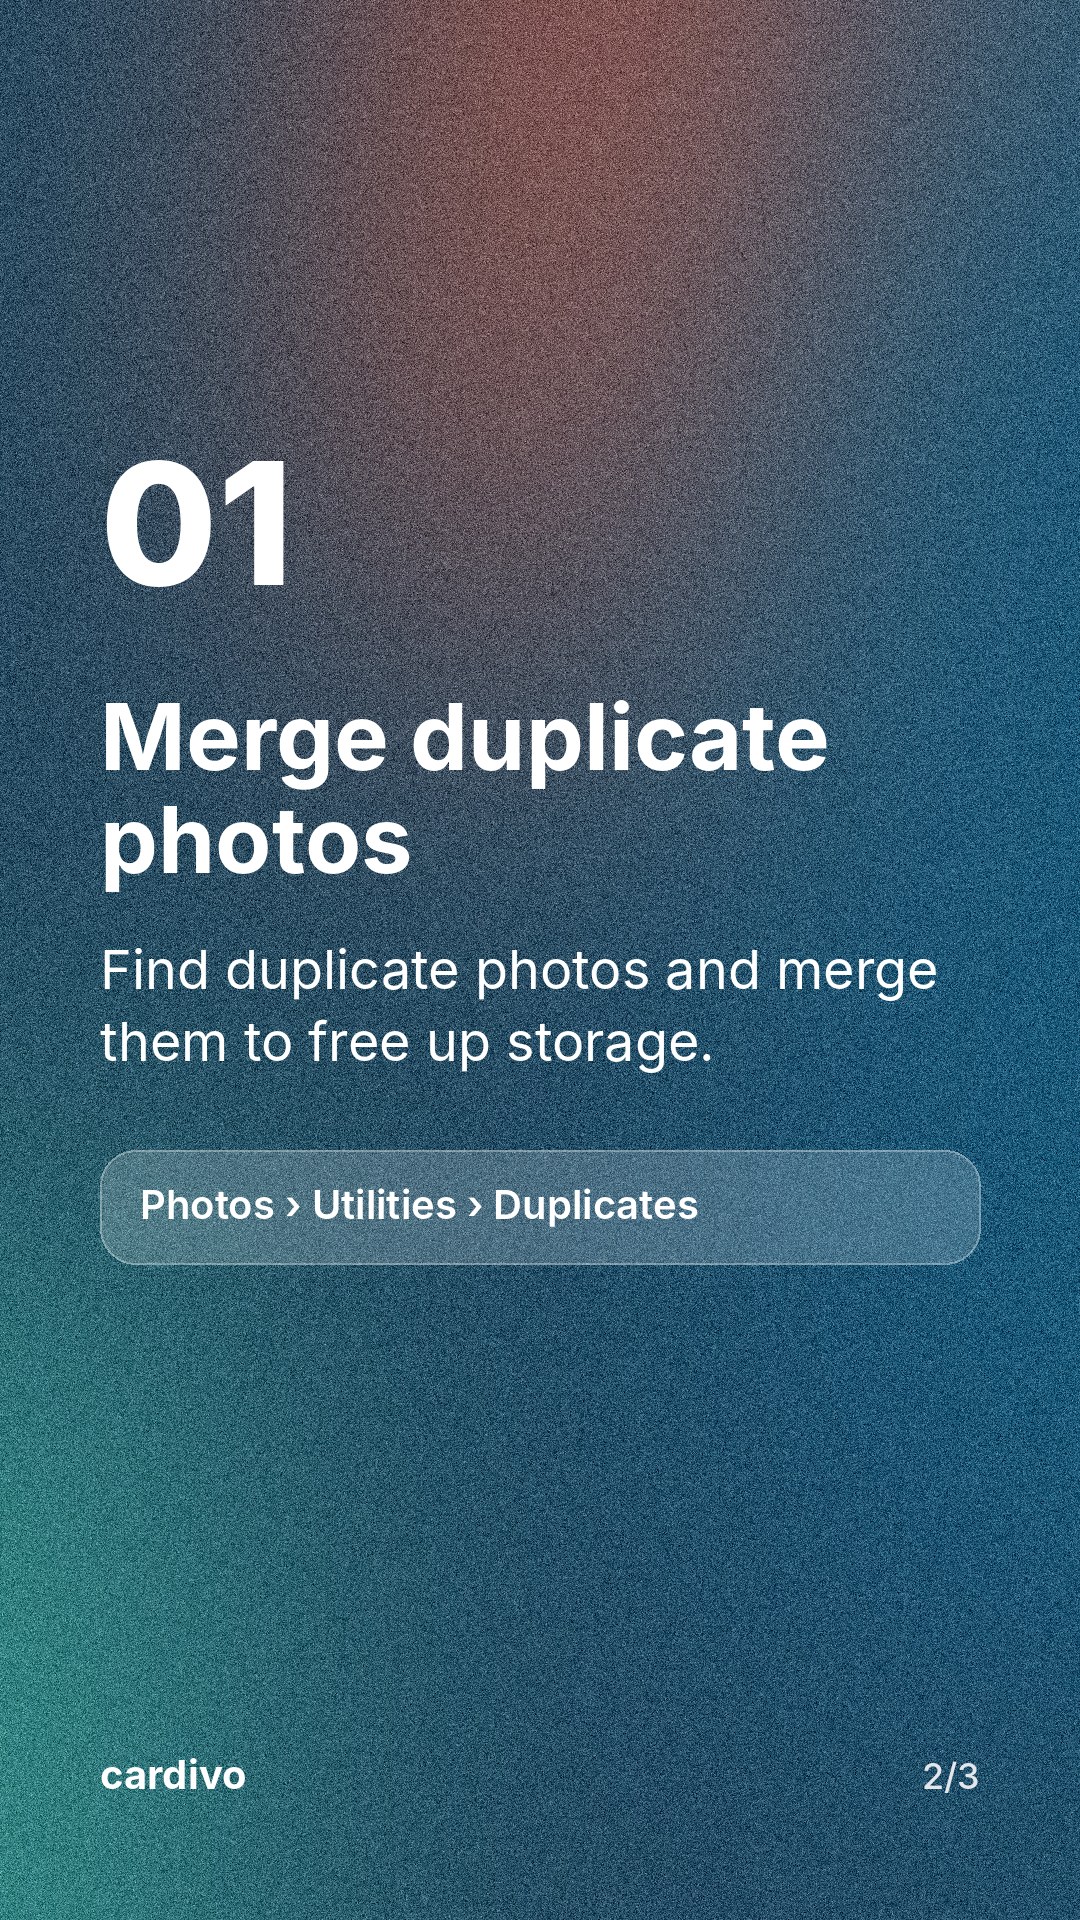 01
Merge duplicate
photos
Find duplicate photos and merge
them to free up storage.
Photos › Utilities › Duplicates
cardivo
2/3